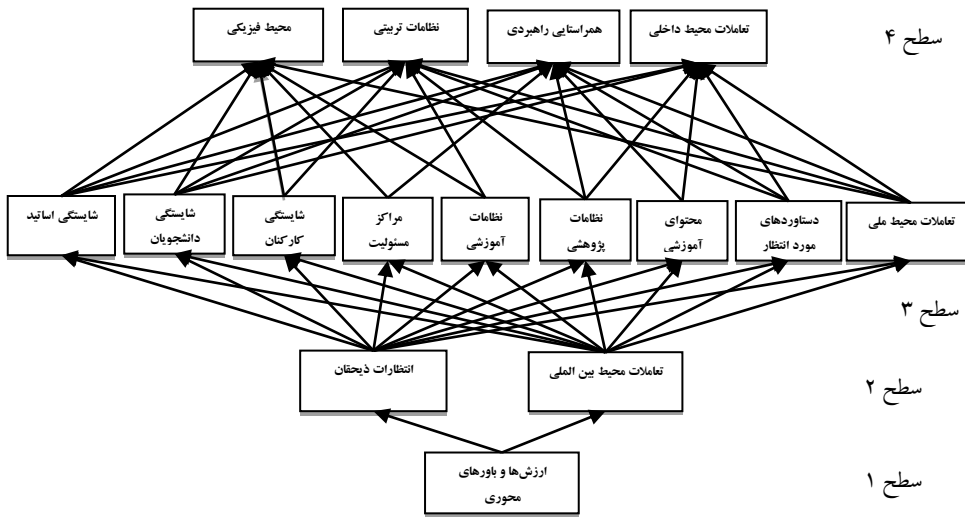 سطح ۴
تعاملات محیط داخلی
همراستایی راهبردی
نظامات تربیتی
محیط فیزیکی
تعاملات محیط ملی
دستاوردهای
مورد انتظار
محتوای
آموزشی
نظامات
پژوهشی
نظامات
آموزشی
مراکز
مسئولیت
شایستگی
کارکنان
شایستگی
دانشجویان
شایستگی اساتید
سطح ۳
تعاملات محیط بین المللی
انتظارات ذیحقان
سطح ۲
ارزش‌ها و باورهای
محوری
سطح ۱